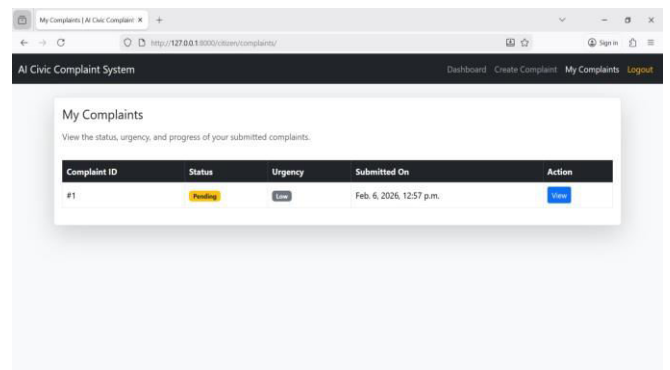 My Complaints | AI Civic Complaint
http://127.0.0.1:8000/citizen/complaints/
Sign in
AI Civic Complaint System
Dashboard Create Complaint My Complaints Logout
My Complaints
View the status, urgency, and progress of your submitted complaints.
Complaint ID Status Urgency Submitted On Action
#1 Pending Low Feb. 6, 2026, 12:57 p.m. View